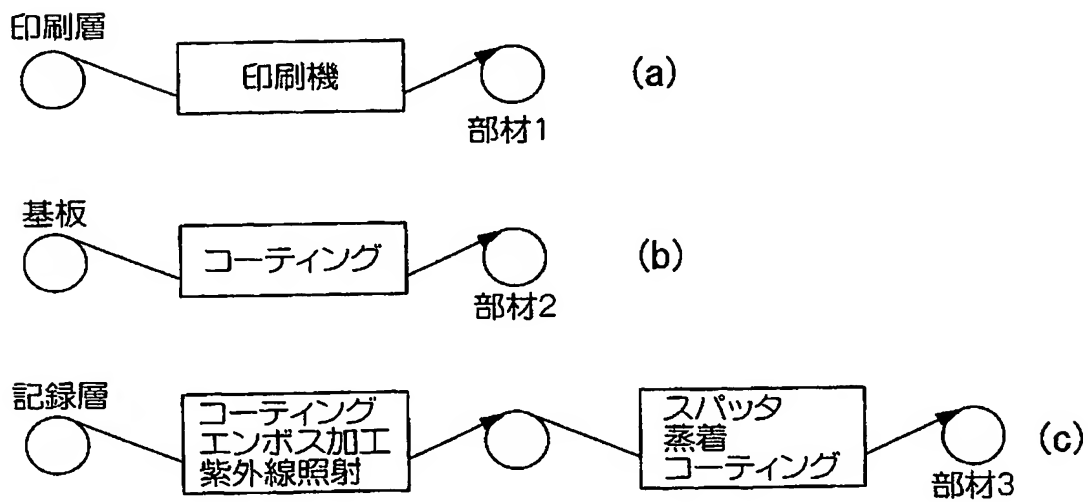 印刷層
印刷機
部材1
(a)
基板
コーティング
部材2
(b)
記録層
コーティング
エンボス加工
紫外線照射
スパッタ
蒸着
コーティング
部材3
(c)